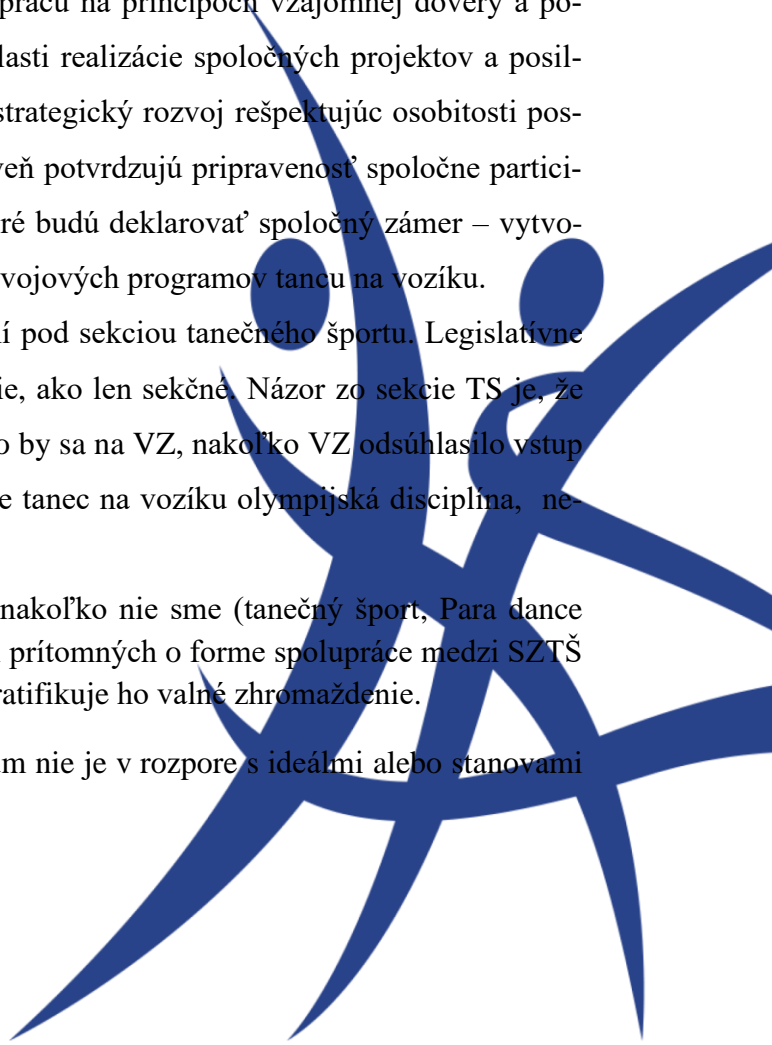 prácu na princípoch vzájomnej dôvery a po-
lasti realizácie spoločných projektov a posil-
strategický rozvoj rešpektujúc osobitosti pos-
veň potvrdzujú pripravenosť spoločne partici-
ré budú deklarovať spoločný zámer – vytvo-
vojových programov tancu na vozíku.
í pod sekciou tanečného športu. Legislatívne
ie, ako len sekčné. Názor zo sekcie TS je, že
o by sa na VZ, nakoľko VZ odsúhlasilo vstup
e tanec na vozíku olympijská disciplína, ne-
nakoľko nie sme (tanečný šport, Para dance
prítomných o forme spolupráce medzi SZTŠ
ratifikuje ho valné zhromaždenie.
m nie je v rozpore s ideálmi alebo stanovami